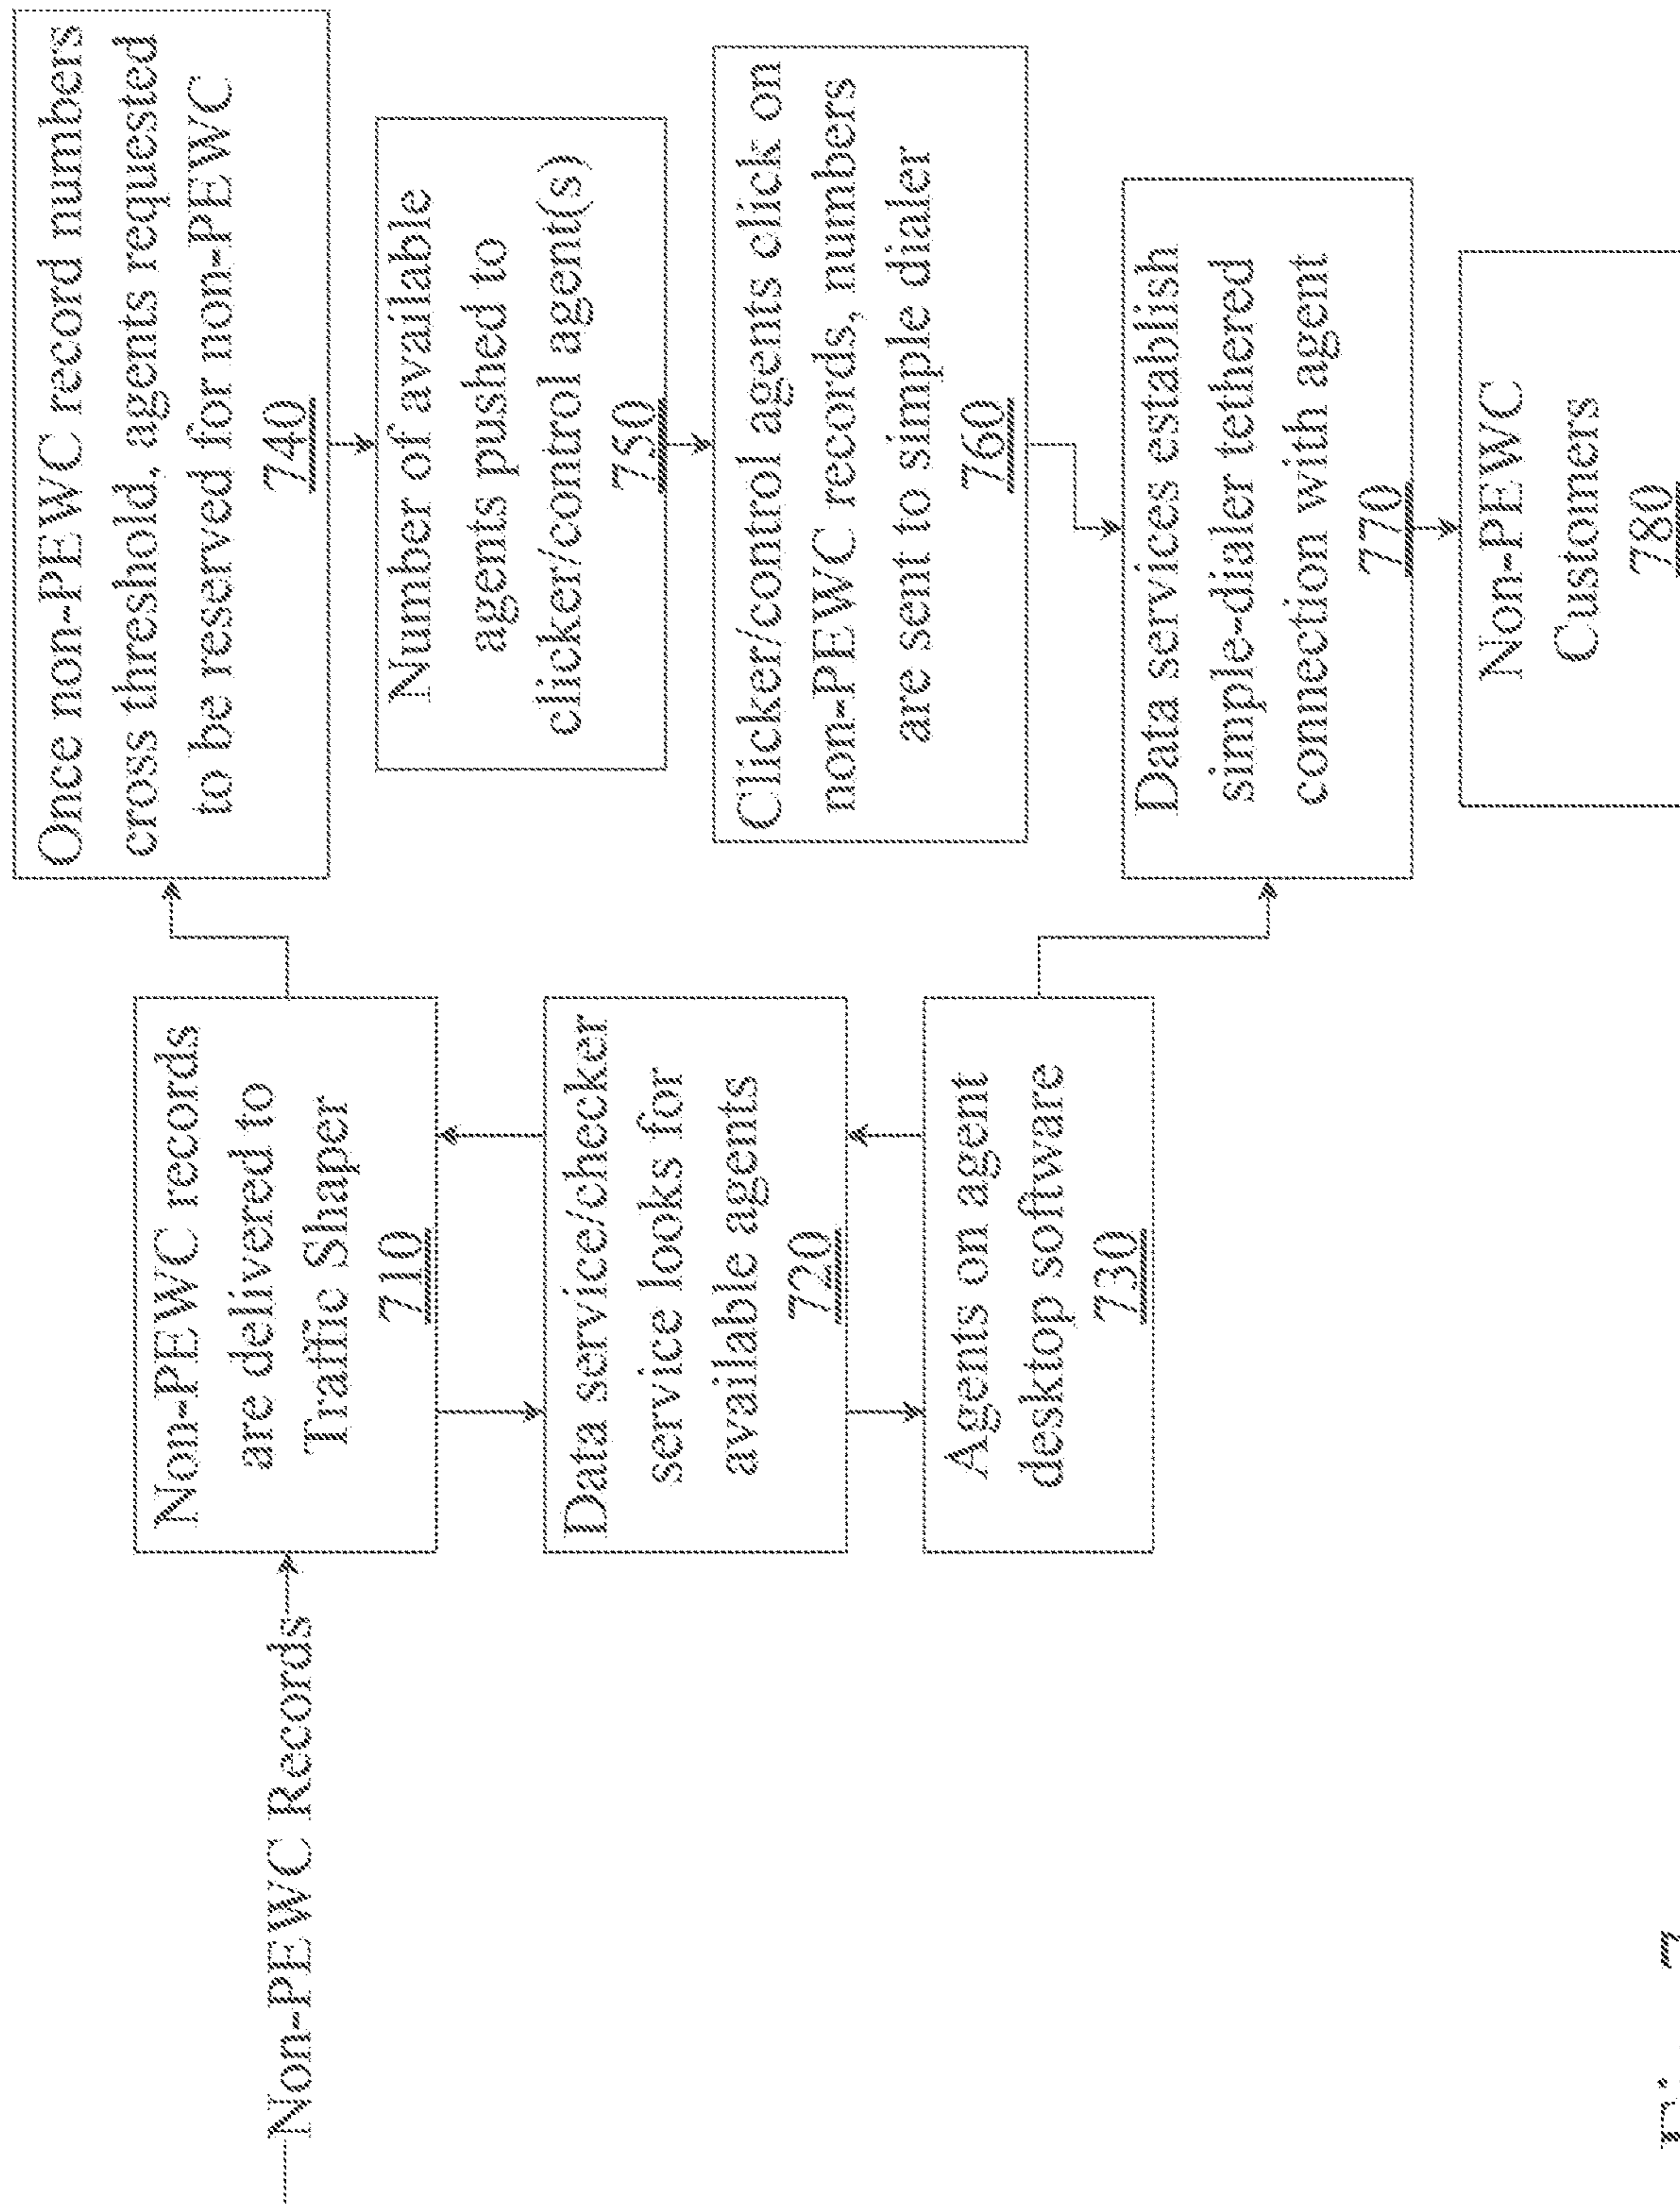 Non-PEWC Records
Non-PEWC records
are delivered to
Traffic Shaper
710
Data service/checker
service looks for
available agents
720
Agents on agent
desktop software
730
Once non-PEWC record numbers
cross threshold, agents requested
to be reserved for non-PEWC
740
Number of available
agents pushed to
clicker/control agent(s)
750
Clicker/control agents click on
non-PEWC records, numbers
are sent to simple dialer
760
Data services establish
simple-dialer tethered
connection with agent
770
Non-PEWC
Customers
780